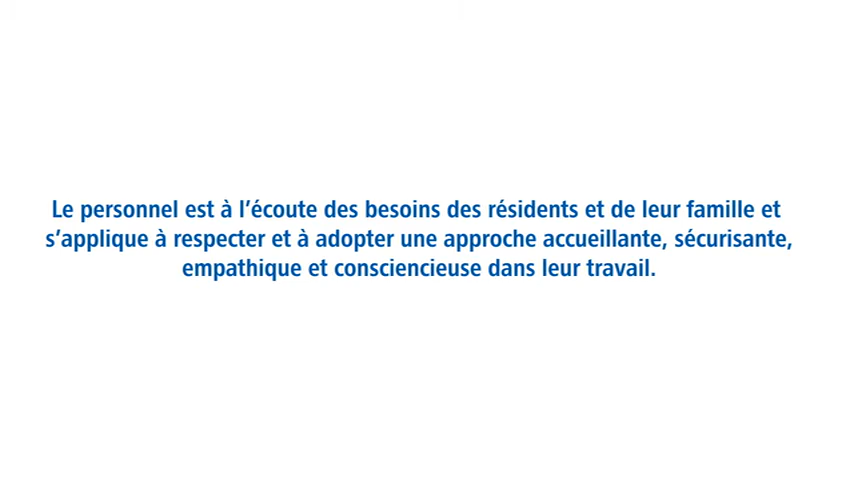 Le personnel est à l’écoute des besoins des résidents et de leur famille et
s’applique à respecter et à adopter une approche accueillante, sécurisante,
empathique et consciencieuse dans leur travail.